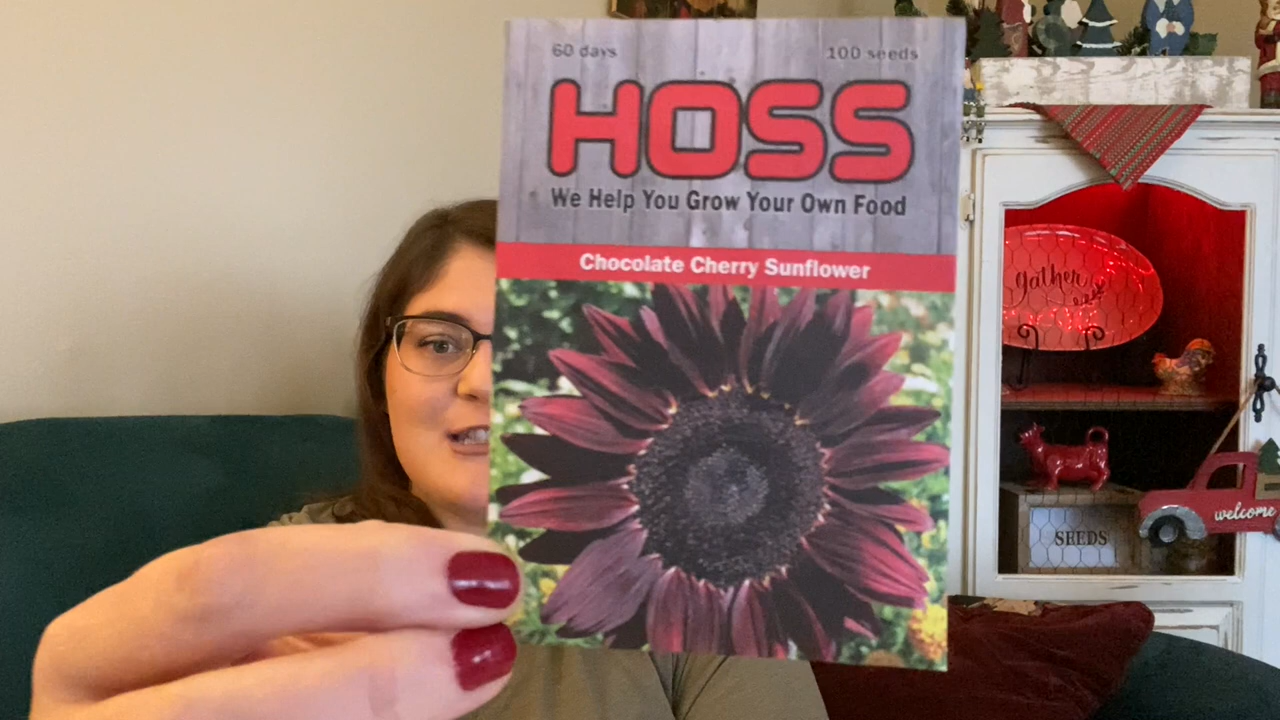 60 days 100 seeds
HOSS
We Help You Grow Your Own Food
Chocolate Cherry Sunflower
gather
SEEDS
welcome